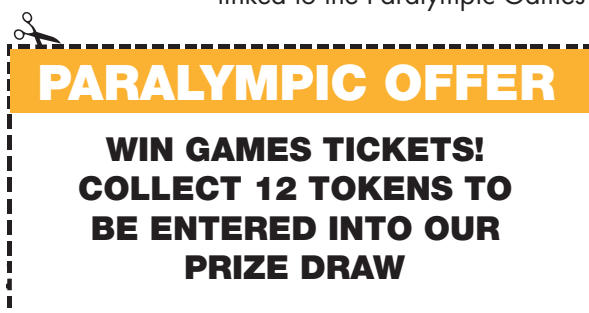 linked to the Paralympic Games
PARALYMPIC OFFER
WIN GAMES TICKETS!
COLLECT 12 TOKENS TO
BE ENTERED INTO OUR
PRIZE DRAW